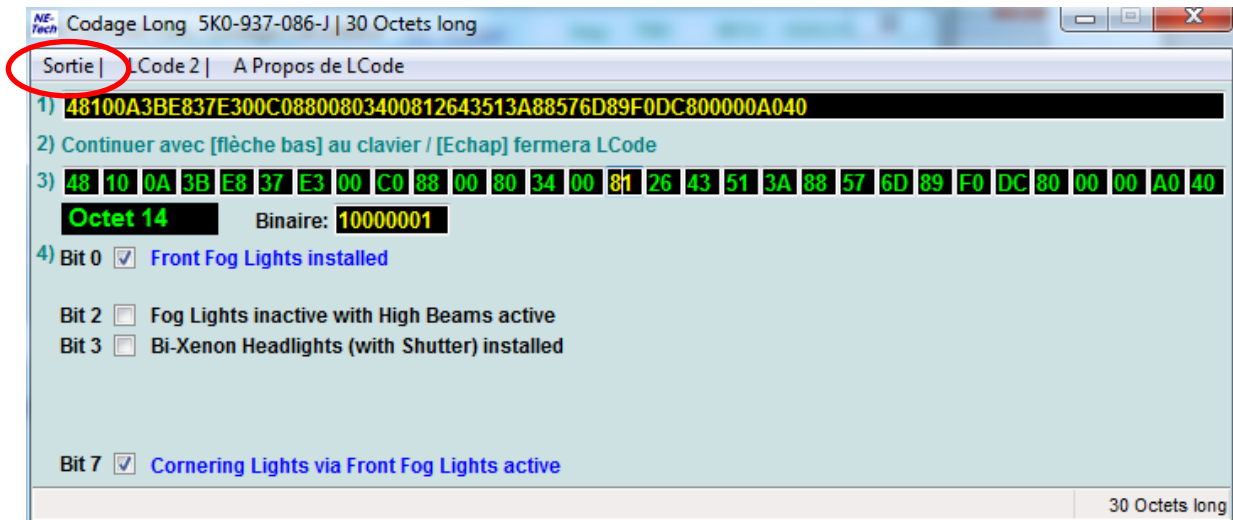 NE-Tech Codage Long 5K0-937-086-J | 30 Octets long
Sortie | LCode 2 | A Propos de LCode
1) 48100A3BE837E300C08800803400812643513A88576D89F0DC800000A040
2) Continuer avec [flèche bas] au clavier / [Echap] fermera LCode
3) 48 10 0A 3B E8 37 E3 00 C0 88 00 80 34 00 81 26 43 51 3A 88 57 6D 89 F0 DC 80 00 00 A0 40
Octet 14 Binaire: 10000001
4) Bit 0 Front Fog Lights installed
Bit 2 Fog Lights inactive with High Beams active
Bit 3 Bi-Xenon Headlights (with Shutter) installed
Bit 7 Cornering Lights via Front Fog Lights active
30 Octets long